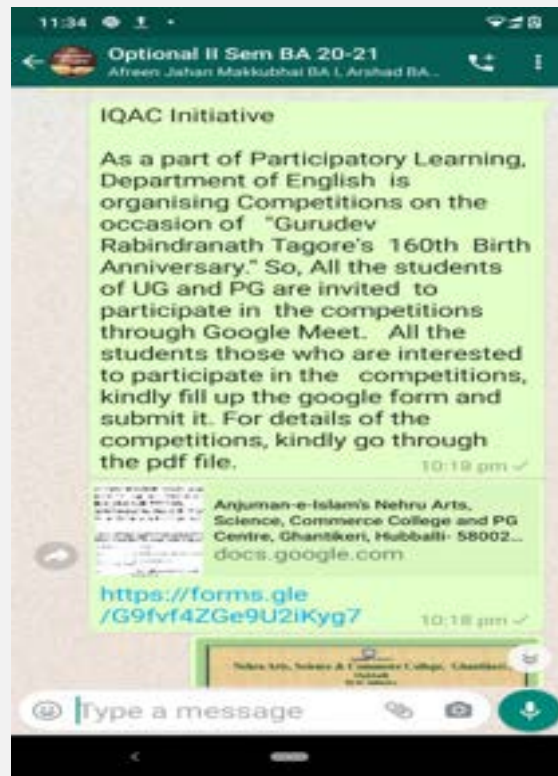 11:34
Optional II Sem BA 20-21
Afreen Jahan Makkubhai BA I, Arshad BA...
IQAC Initiative
As a part of Participatory Learning,
Department of English is
organising Competitions on the
occasion of "Gurudev
Rabindranath Tagore's 160th Birth
Anniversary." So, All the students
of UG and PG are invited to
participate in the competitions
through Google Meet. All the
students those who are interested
to participate in the competitions,
kindly fill up the google form and
submit it. For details of the
competitions, kindly go through
the pdf file.
10:18 pm
Anjuman-e-Islam's Nehru Arts,
Science, Commerce College and PG
Centre, Ghantikeri, Hubballi- 58002...
docs.google.com
https://forms.gle
/G9fvf4ZGe9U2iKyg7
10:18 pm
Nehru Arts, Science & Commerce College, Ghantikeri,
Type a message